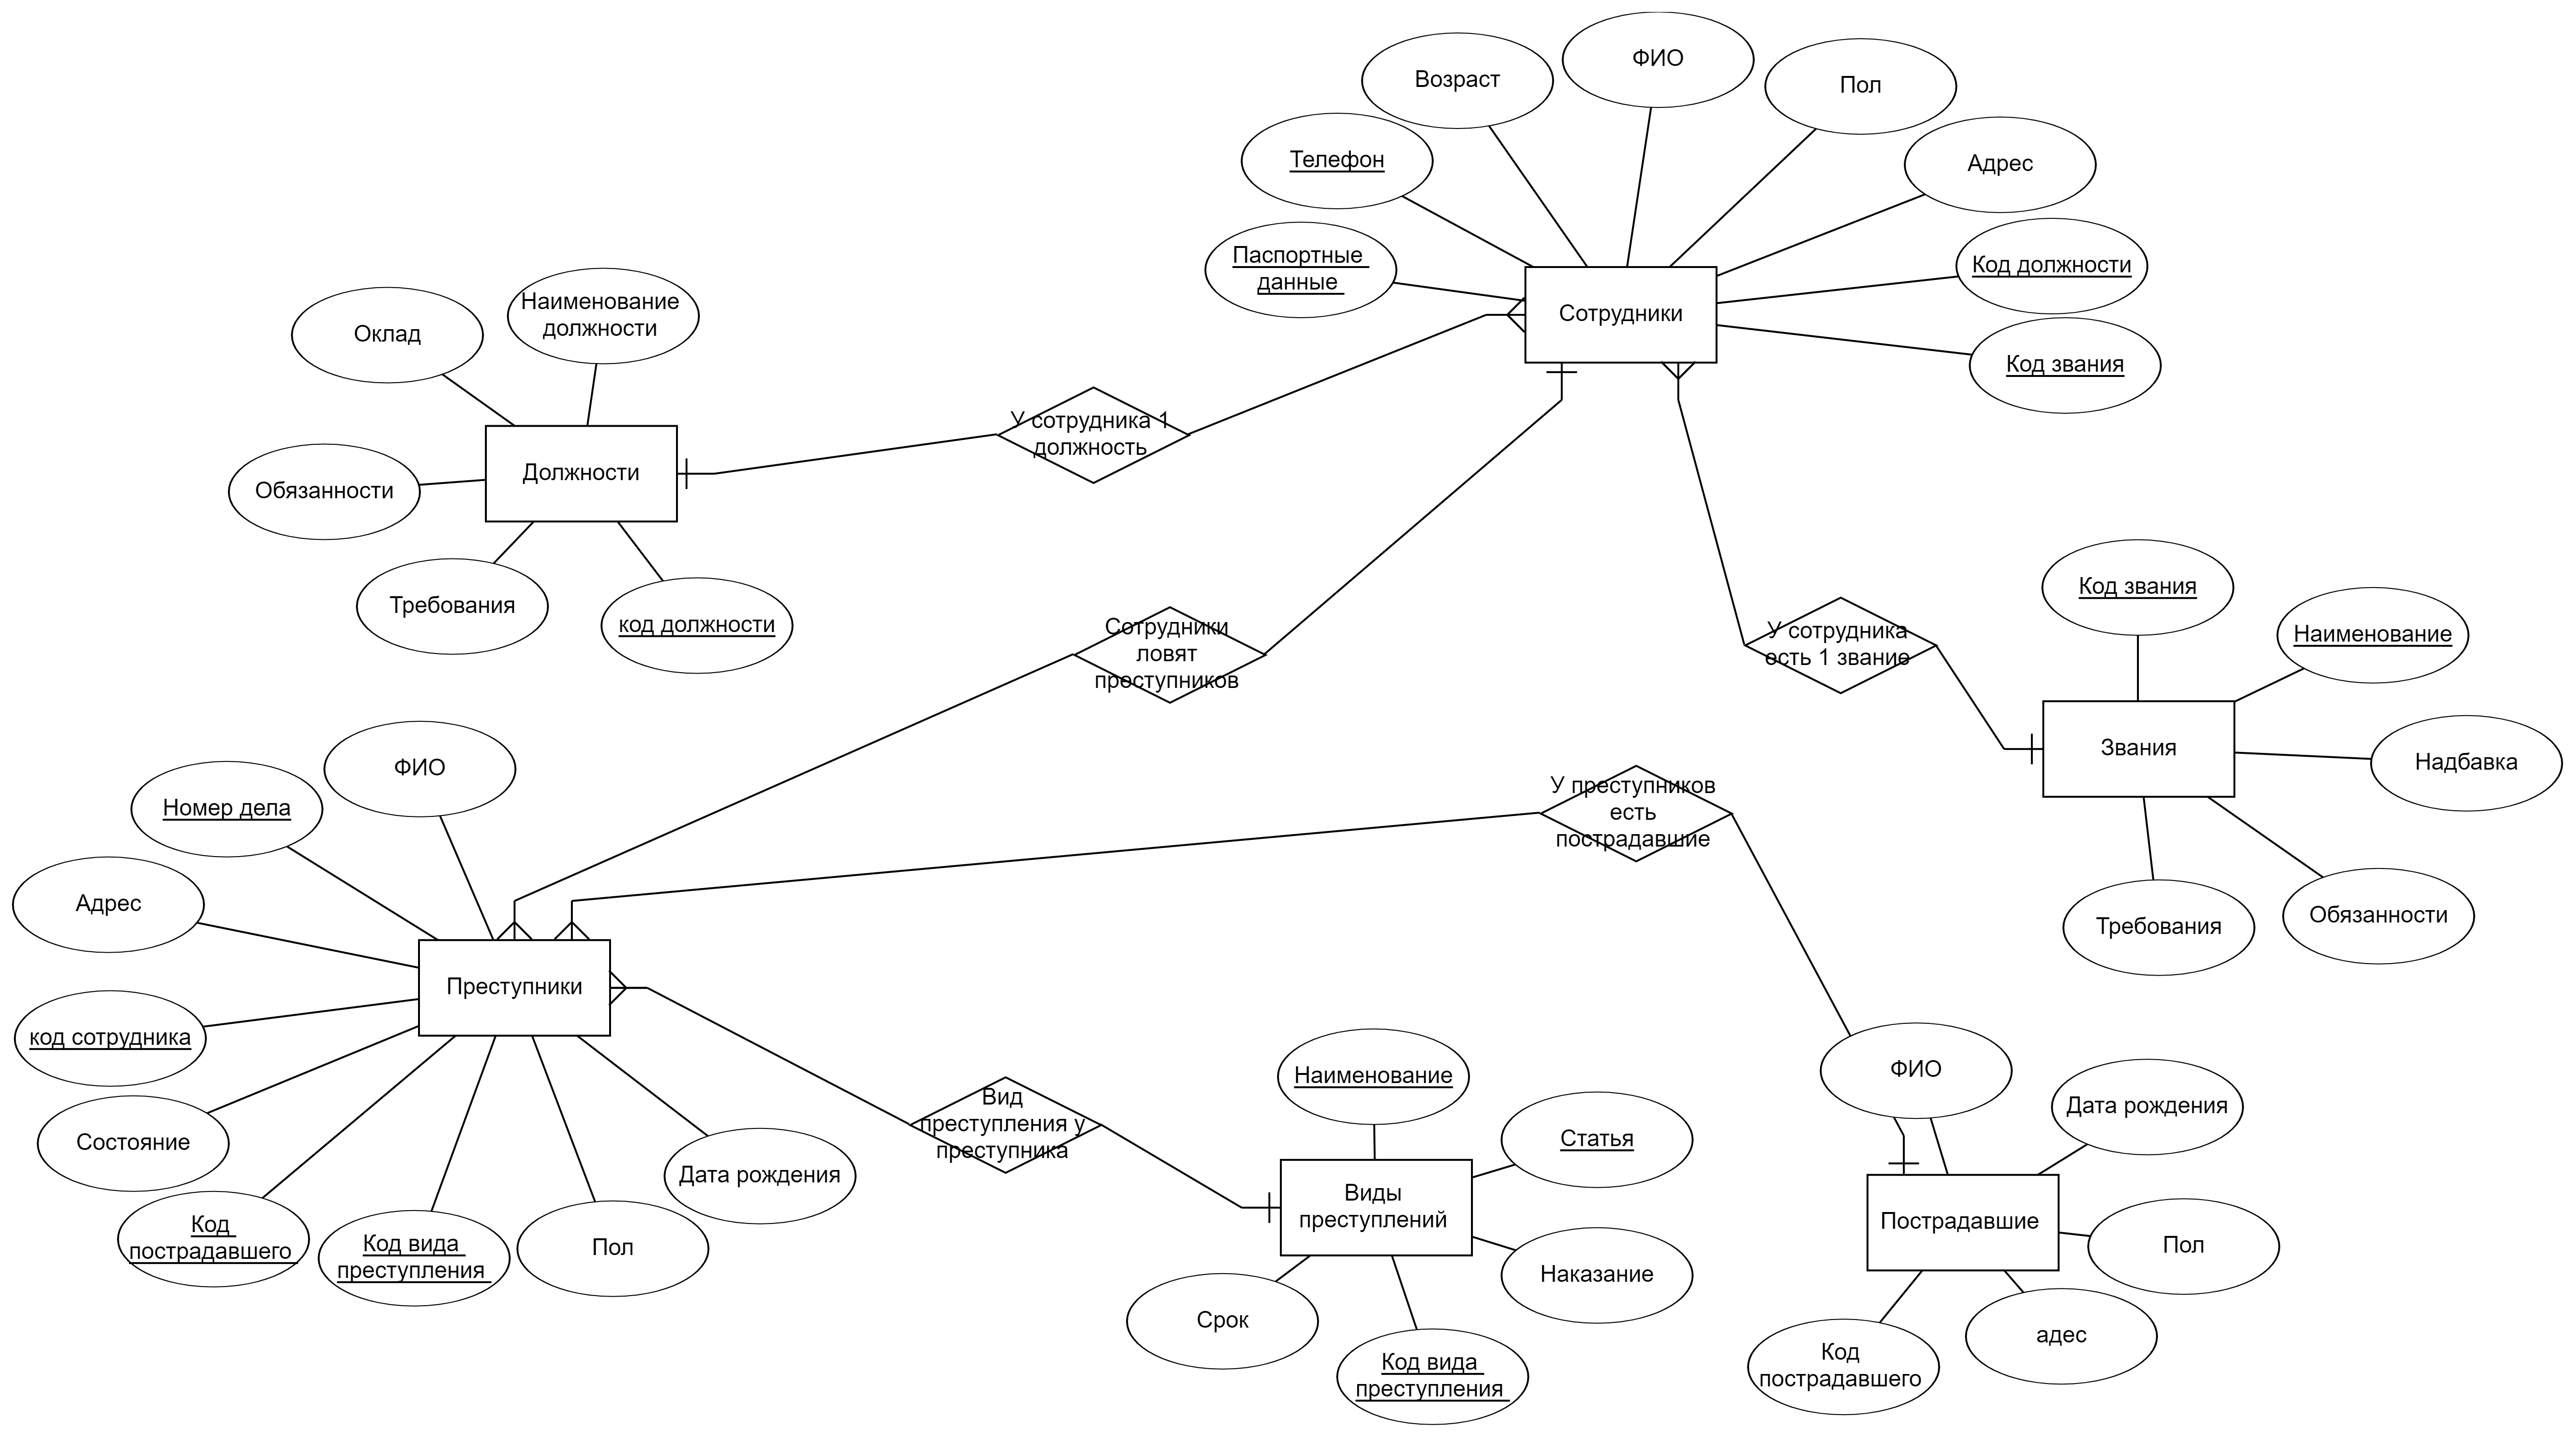 ФИО
Возраст
Пол
Телефон
Адрес
Паспортные
данные
Код должности
Сотрудники
Код звания
Наименование
должности
Оклад
У сотрудника 1
должность
Должности
Обязанности
Требования
код должности
Сотрудники
ловят
преступников
У сотрудника
есть 1 звание
Код звания
Наименование
Звания
Надбавка
Требования
Обязанности
У преступников
есть
пострадавшие
ФИО
Номер дела
Адрес
Преступники
код сотрудника
Состояние
Код
пострадавшего
Код вида
преступления
Пол
Дата рождения
Вид
преступления у
преступника
Наименование
Статья
Виды
преступлений
Наказание
Срок
Код вида
преступления
ФИО
Дата рождения
Пострадавшие
Пол
адес
Код
пострадавшего